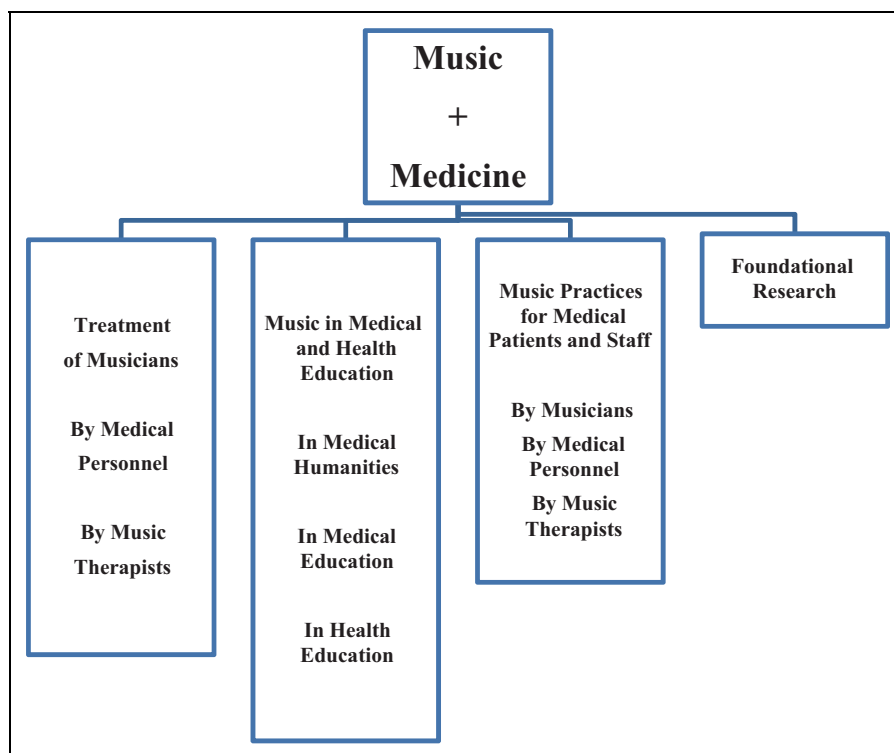 Music
+
Medicine
Treatment
of Musicians
By Medical
Personnel
By Music
Therapists
Music in Medical
and Health
Education
In Medical
Humanities
In Medical
Education
In Health
Education
Music Practices
for Medical
Patients and Staff
By Musicians
By Medical
Personnel
By Music
Therapists
Foundational
Research